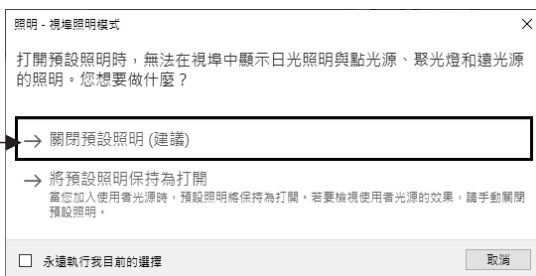 照明 - 視埠照明模式
打開預設照明時，無法在視埠中顯示日光照明與點光源、聚光燈和遠光源
的照明。您想要做什麼？
關閉預設照明 (建議)
將預設照明保持為打開
當您加入使用者光源時，預設照明將保持為打開。若要檢視使用者光源的效果，請手動關閉
預設照明。
永遠執行我目前的選擇
取消